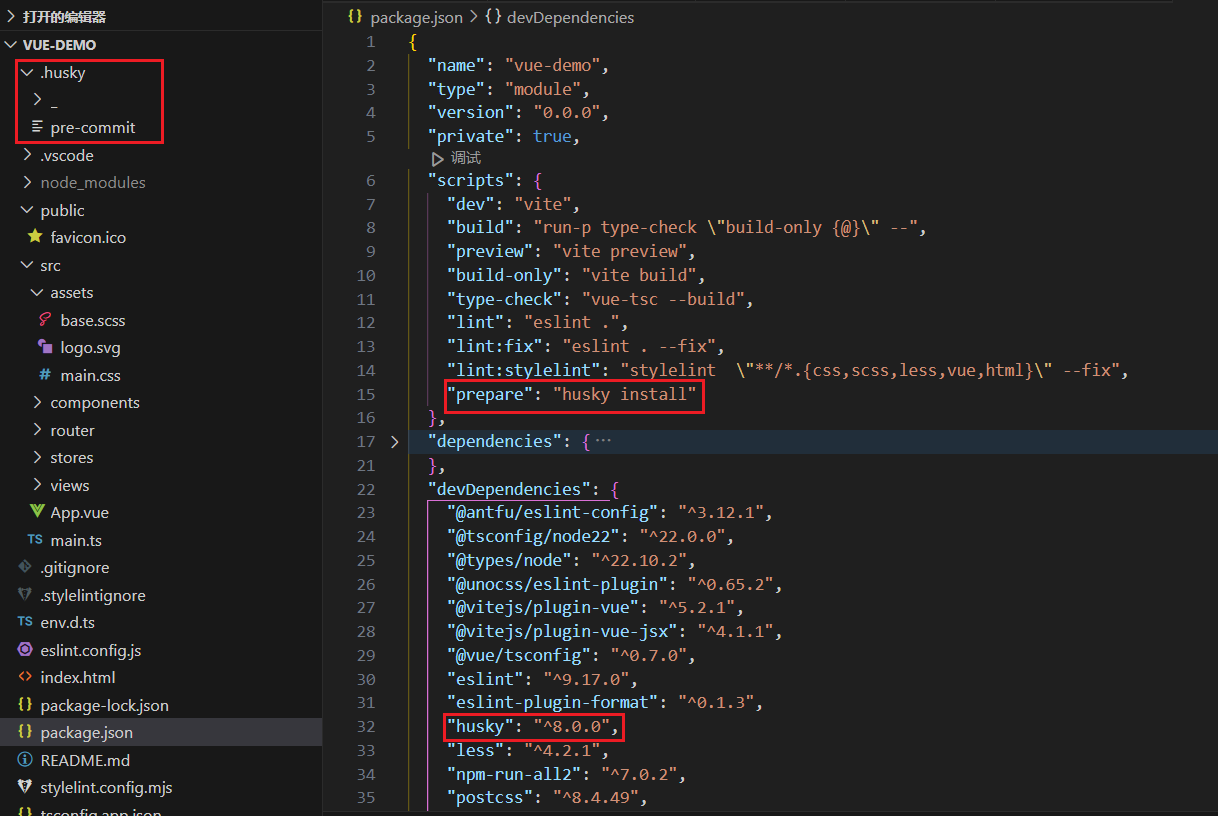 打开的编辑器
VUE-DEMO
.husky
_
pre-commit
.vscode
node_modules
public
favicon.ico
src
assets
base.scss
logo.svg
# main.css
components
router
stores
views
App.vue
TS main.ts
.gitignore
.stylelintignore
TS env.d.ts
eslint.config.js
<> index.html
{} package-lock.json
{} package.json
README.md
stylelint.config.mjs
{} tsconfig.app.json
{} package.json > {} devDependencies
1 {
2 "name": "vue-demo",
3 "type": "module",
4 "version": "0.0.0",
5 "private": true,
调试
6 "scripts": {
7 "dev": "vite",
8 "build": "run-p type-check \"build-only {@}\" --",
9 "preview": "vite preview",
10 "build-only": "vite build",
11 "type-check": "vue-tsc --build",
12 "lint": "eslint .",
13 "lint:fix": "eslint . --fix",
14 "lint:stylelint": "stylelint  \"**/*.{css,scss,less,vue,html}\" --fix",
15 "prepare": "husky install"
16 },
17 "dependencies": { ···
21 },
22 "devDependencies": {
23 "@antfu/eslint-config": "^3.12.1",
24 "@tsconfig/node22": "^22.0.0",
25 "@types/node": "^22.10.2",
26 "@unocss/eslint-plugin": "^0.65.2",
27 "@vitejs/plugin-vue": "^5.2.1",
28 "@vitejs/plugin-vue-jsx": "^4.1.1",
29 "@vue/tsconfig": "^0.7.0",
30 "eslint": "^9.17.0",
31 "eslint-plugin-format": "^0.1.3",
32 "husky": "^8.0.0",
33 "less": "^4.2.1",
34 "npm-run-all2": "^7.0.2",
35 "postcss": "^8.4.49",